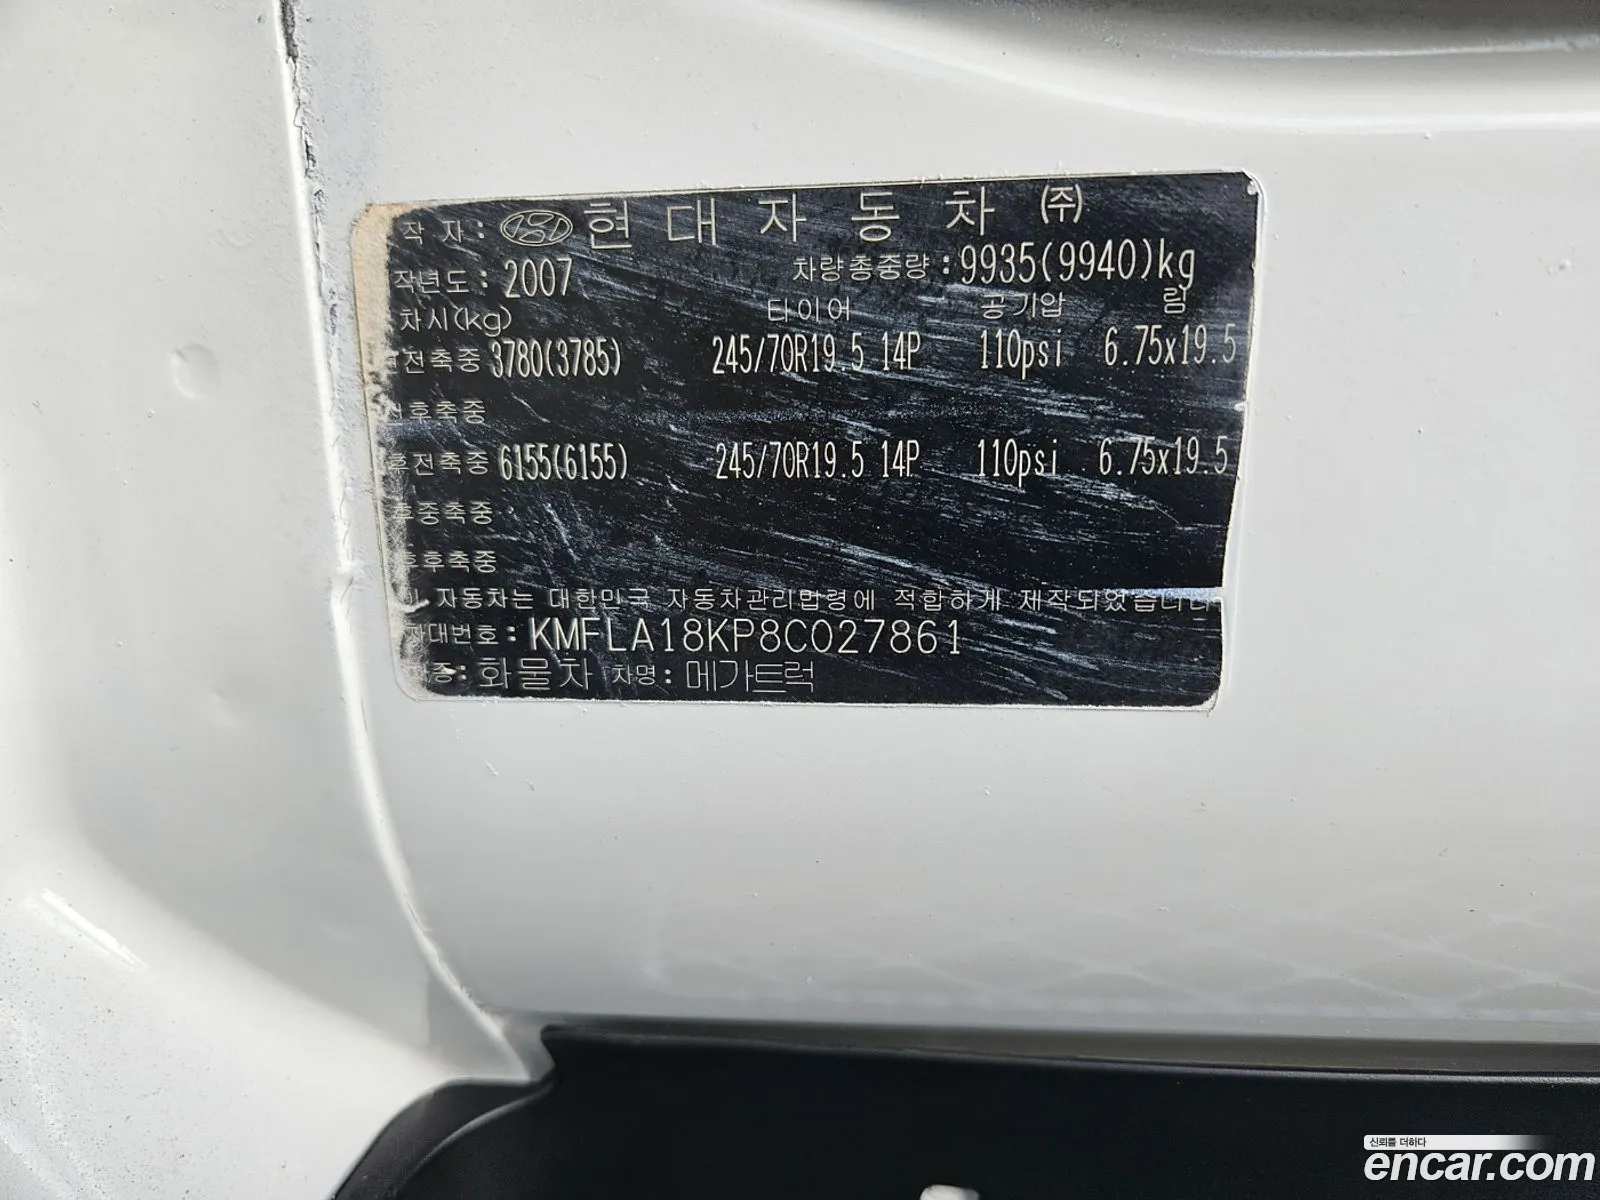 작 자 : 현대자동차 ㈜
작년도 : 2007 차량총중량 : 9935(9940)kg
차시(kg) 타이어 공기압 림
전축중 3780(3785) 245/70R19.5 14P 110psi 6.75x19.5
후축중
후전축중 6155(6155) 245/70R19.5 14P 110psi 6.75x19.5
후중축중
후후축중
이 자동차는 대한민국 자동차관리법령에 적합하게 제작되었습니다
차대번호 : KMFLA18KP8C027861
종 : 화물차 차명 : 메가트럭
신뢰를 더하다
encar.com